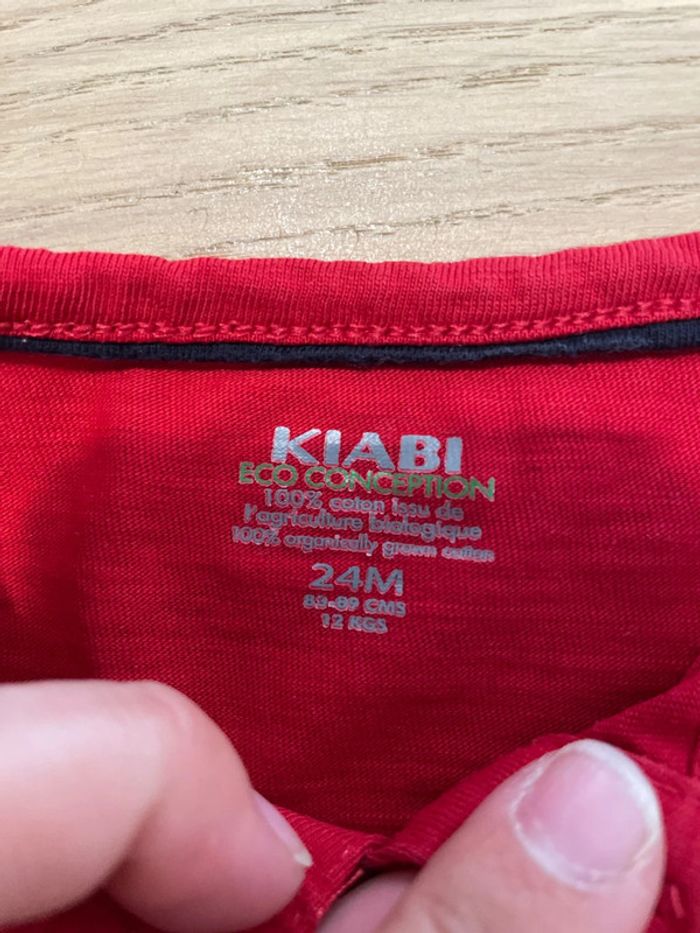 KIABI
ECO CONCEPTION
100% coton issu de
l'agriculture biologique
100% organically grown cotton
24M
83-89 CMS
12 KGS